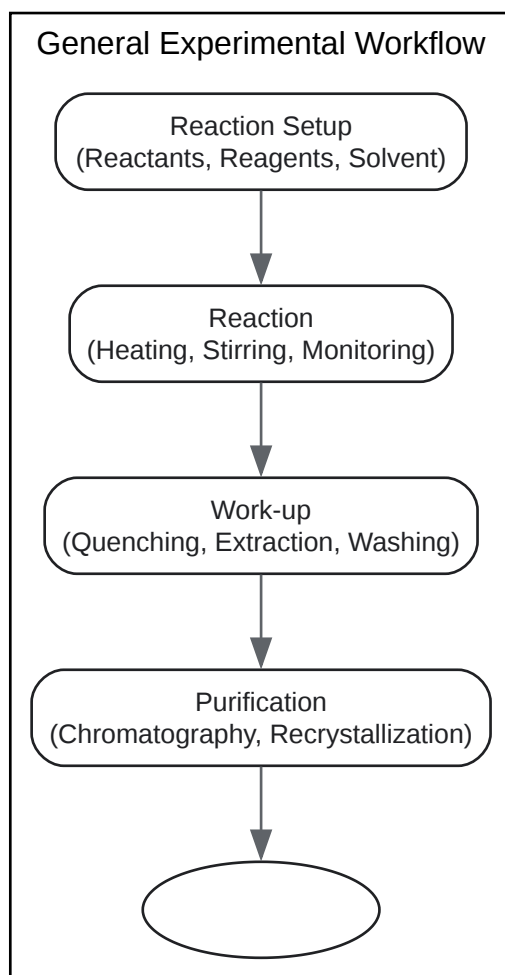 General Experimental Workflow
Reaction Setup
(Reactants, Reagents, Solvent)
Reaction
(Heating, Stirring, Monitoring)
Work-up
(Quenching, Extraction, Washing)
Purification
(Chromatography, Recrystallization)